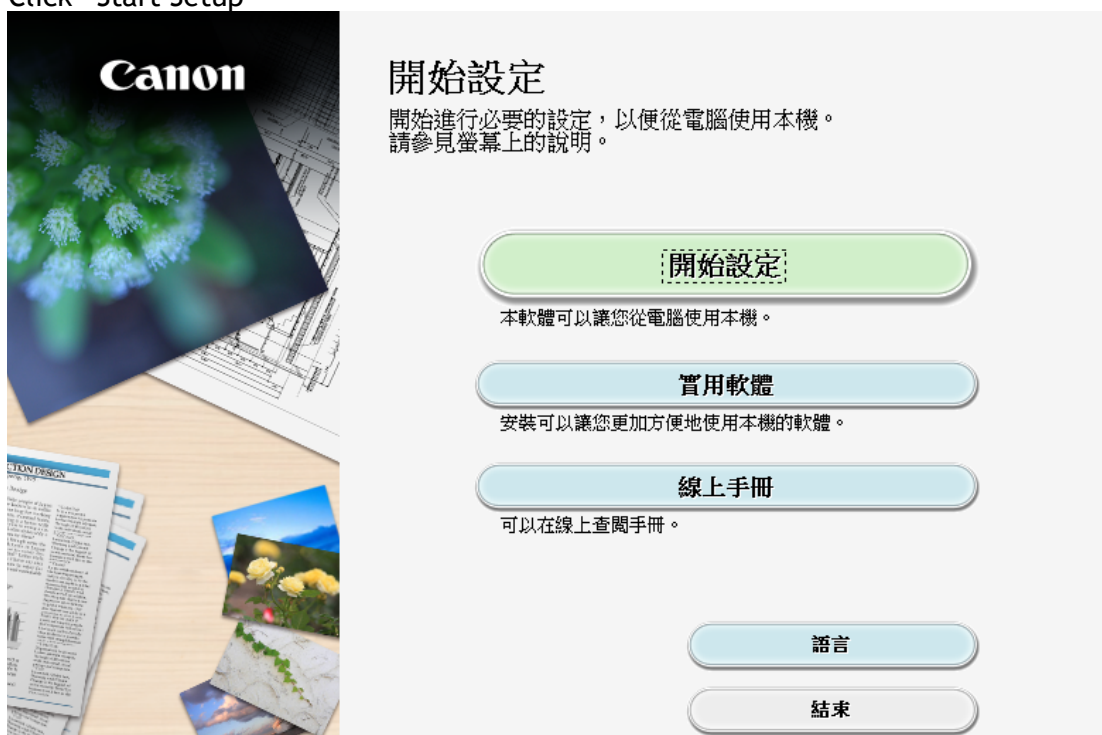 Click "Start Setup"
Canon
開始設定
開始進行必要的設定，以便從電腦使用本機。
請參見螢幕上的說明。
開始設定
本軟體可以讓您從電腦使用本機。
實用軟體
安裝可以讓您更加方便地使用本機的軟體。
線上手冊
可以在線上查閱手冊。
語言
結束